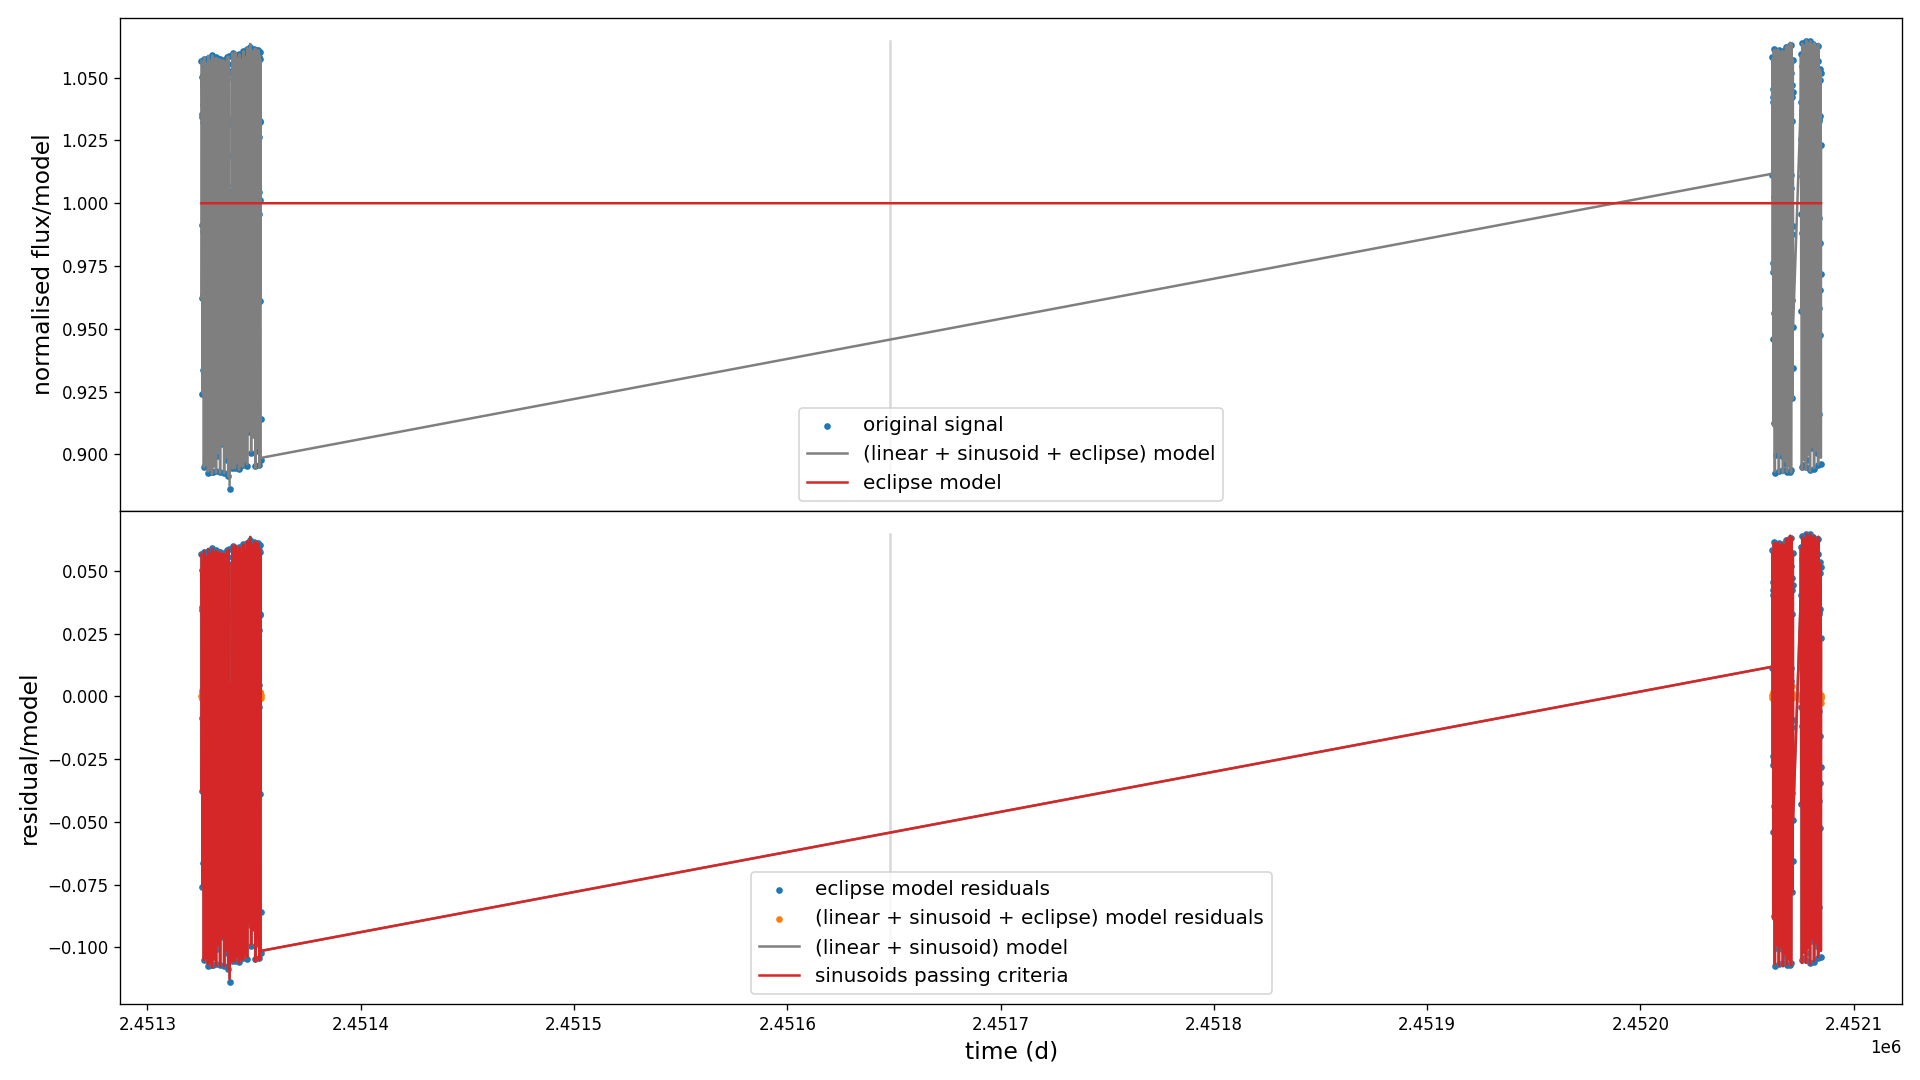 normalised flux/model
1.050
1.025
1.000
0.975
0.950
0.925
0.900
original signal
(linear + sinusoid + eclipse) model
eclipse model
residual/model
0.050
0.025
0.000
−0.025
−0.050
−0.075
−0.100
eclipse model residuals
(linear + sinusoid + eclipse) model residuals
(linear + sinusoid) model
sinusoids passing criteria
2.4513 2.4514 2.4515 2.4516 2.4517 2.4518 2.4519 2.4520 2.4521
1e6
time (d)